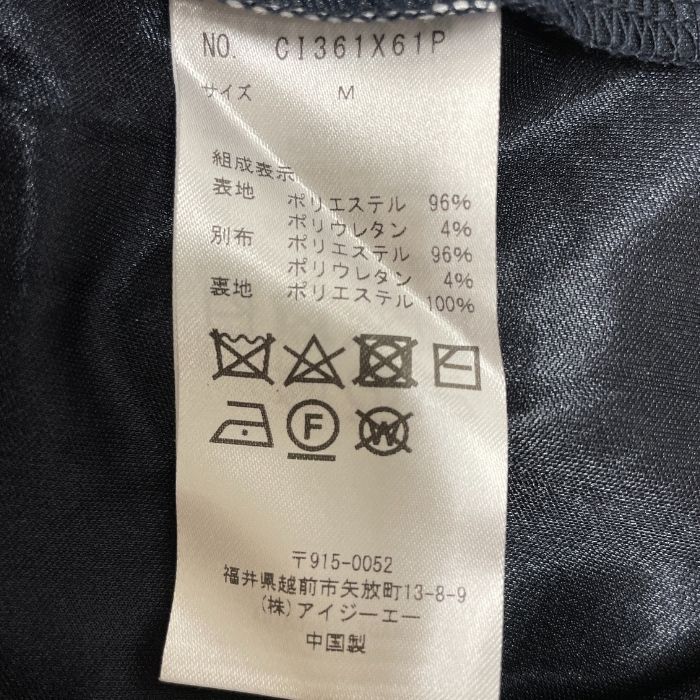 NO. CI361X61P
サイズ M
組成表示
表地 ポリエステル 96%
ポリウレタン 4%
別布 ポリエステル 96%
ポリウレタン 4%
裏地 ポリエステル 100%
F W
〒915-0052
福井県越前市矢放町13-8-9
(株)アイジーエー
中国製